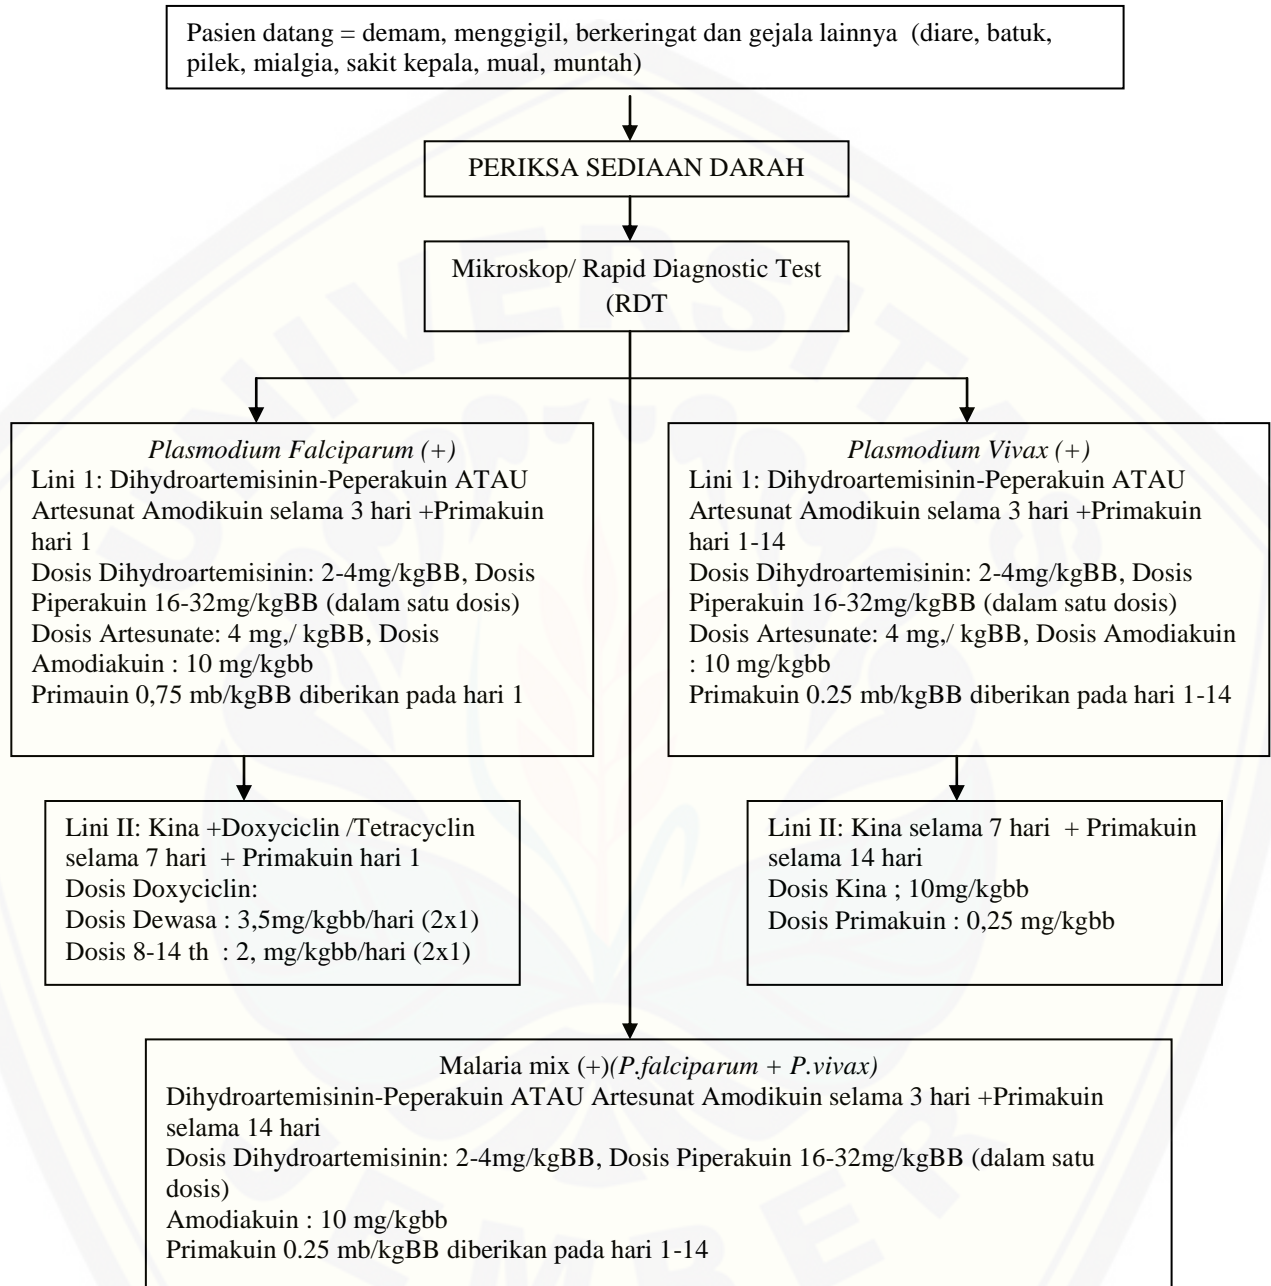 Pasien datang = demam, menggigil, berkeringat dan gejala lainnya (diare, batuk,
pilek, mialgia, sakit kepala, mual, muntah)
PERIKSA SEDIAAN DARAH
Mikroskop/ Rapid Diagnostic Test
(RDT
Plasmodium Falciparum (+)
Lini 1: Dihydroartemisinin-Peperakuin ATAU
Artesunat Amodikuin selama 3 hari +Primakuin
hari 1
Dosis Dihydroartemisinin: 2-4mg/kgBB, Dosis
Piperakuin 16-32mg/kgBB (dalam satu dosis)
Dosis Artesunate: 4 mg,/ kgBB, Dosis
Amodiakuin : 10 mg/kgbb
Primauin 0,75 mb/kgBB diberikan pada hari 1
Plasmodium Vivax (+)
Lini 1: Dihydroartemisinin-Peperakuin ATAU
Artesunat Amodikuin selama 3 hari +Primakuin
hari 1-14
Dosis Dihydroartemisinin: 2-4mg/kgBB, Dosis
Piperakuin 16-32mg/kgBB (dalam satu dosis)
Dosis Artesunate: 4 mg,/ kgBB, Dosis Amodiakuin
: 10 mg/kgbb
Primakuin 0.25 mb/kgBB diberikan pada hari 1-14
Lini II: Kina +Doxyciclin /Tetracyclin
selama 7 hari + Primakuin hari 1
Dosis Doxyciclin:
Dosis Dewasa : 3,5mg/kgbb/hari (2x1)
Dosis 8-14 th : 2, mg/kgbb/hari (2x1)
Lini II: Kina selama 7 hari + Primakuin
selama 14 hari
Dosis Kina ; 10mg/kgbb
Dosis Primakuin : 0,25 mg/kgbb
Malaria mix (+)(P.falciparum + P.vivax)
Dihydroartemisinin-Peperakuin ATAU Artesunat Amodikuin selama 3 hari +Primakuin
selama 14 hari
Dosis Dihydroartemisinin: 2-4mg/kgBB, Dosis Piperakuin 16-32mg/kgBB (dalam satu
dosis)
Amodiakuin : 10 mg/kgbb
Primakuin 0.25 mb/kgBB diberikan pada hari 1-14
UNIVERSITAS
JEMBER